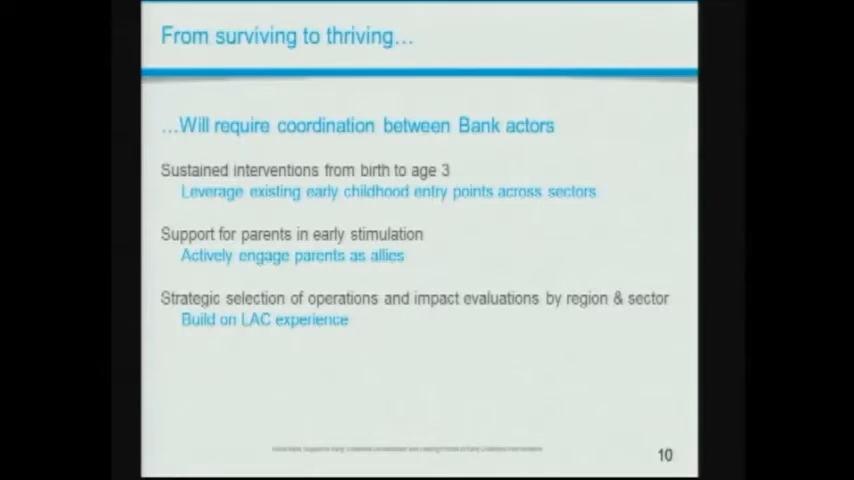 From surviving to thriving…
…Will require coordination between Bank actors
Sustained interventions from birth to age 3
Leverage existing early childhood entry points across sectors
Support for parents in early stimulation
Actively engage parents as allies
Strategic selection of operations and impact evaluations by region & sector
Build on LAC experience
10